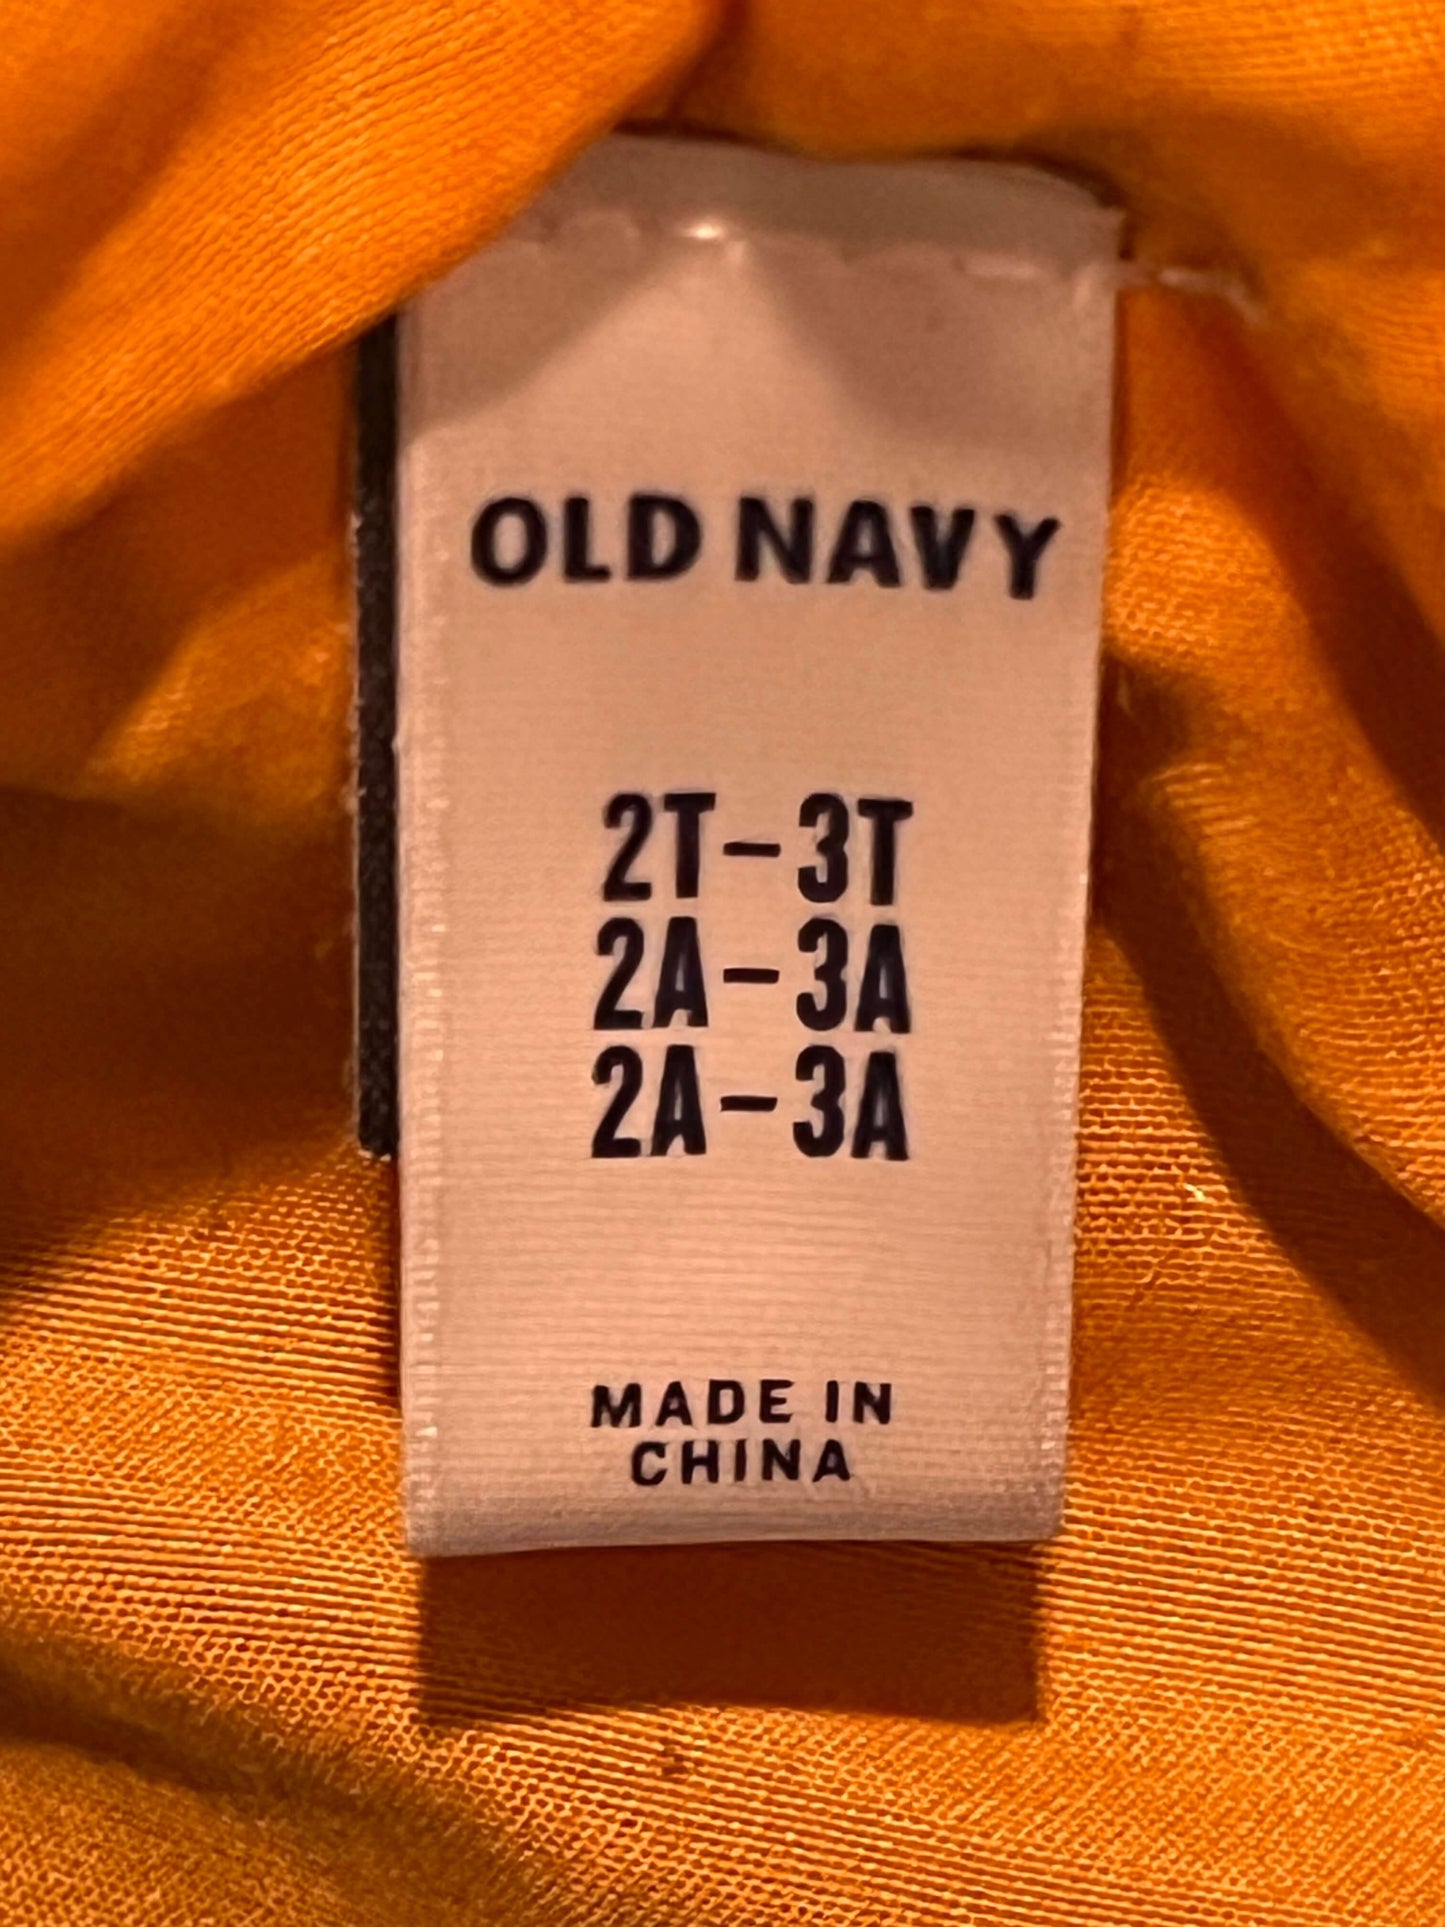 OLD NAVY
2T-3T
2A-3A
2A-3A
MADE IN
CHINA